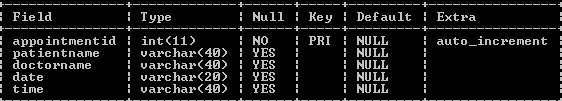 Field | Type | Null | Key | Default | Extra
appointmentid | int(11) | NO | PRI | NULL | auto_increment
patientname | varchar(40) | YES | | NULL |
doctorname | varchar(40) | YES | | NULL |
date | varchar(20) | YES | | NULL |
time | varchar(40) | YES | | NULL |